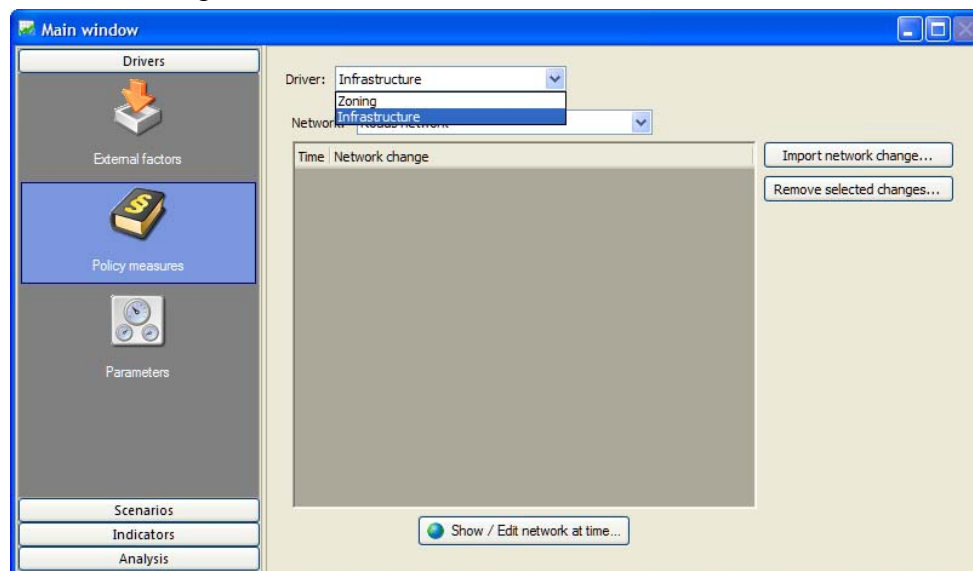 Main window
Drivers
External factors
Policy measures
Parameters
Scenarios
Indicators
Analysis
Driver: Infrastructure
Zoning
Infrastructure
Network:
Time Network change
Import network change...
Remove selected changes...
Show / Edit network at time...